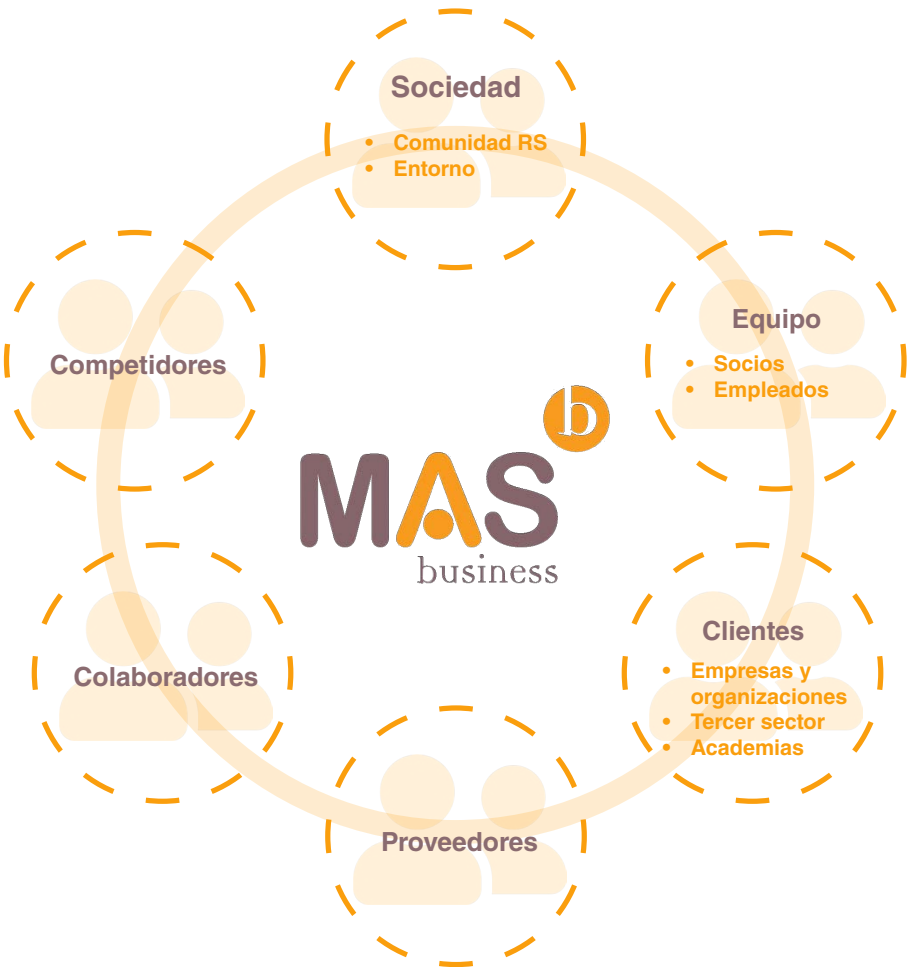 Sociedad
• Comunidad RS
• Entorno
Equipo
• Socios
• Empleados
Clientes
• Empresas y
organizaciones
• Tercer sector
• Academias
Proveedores
Colaboradores
Competidores
b
MAS
business